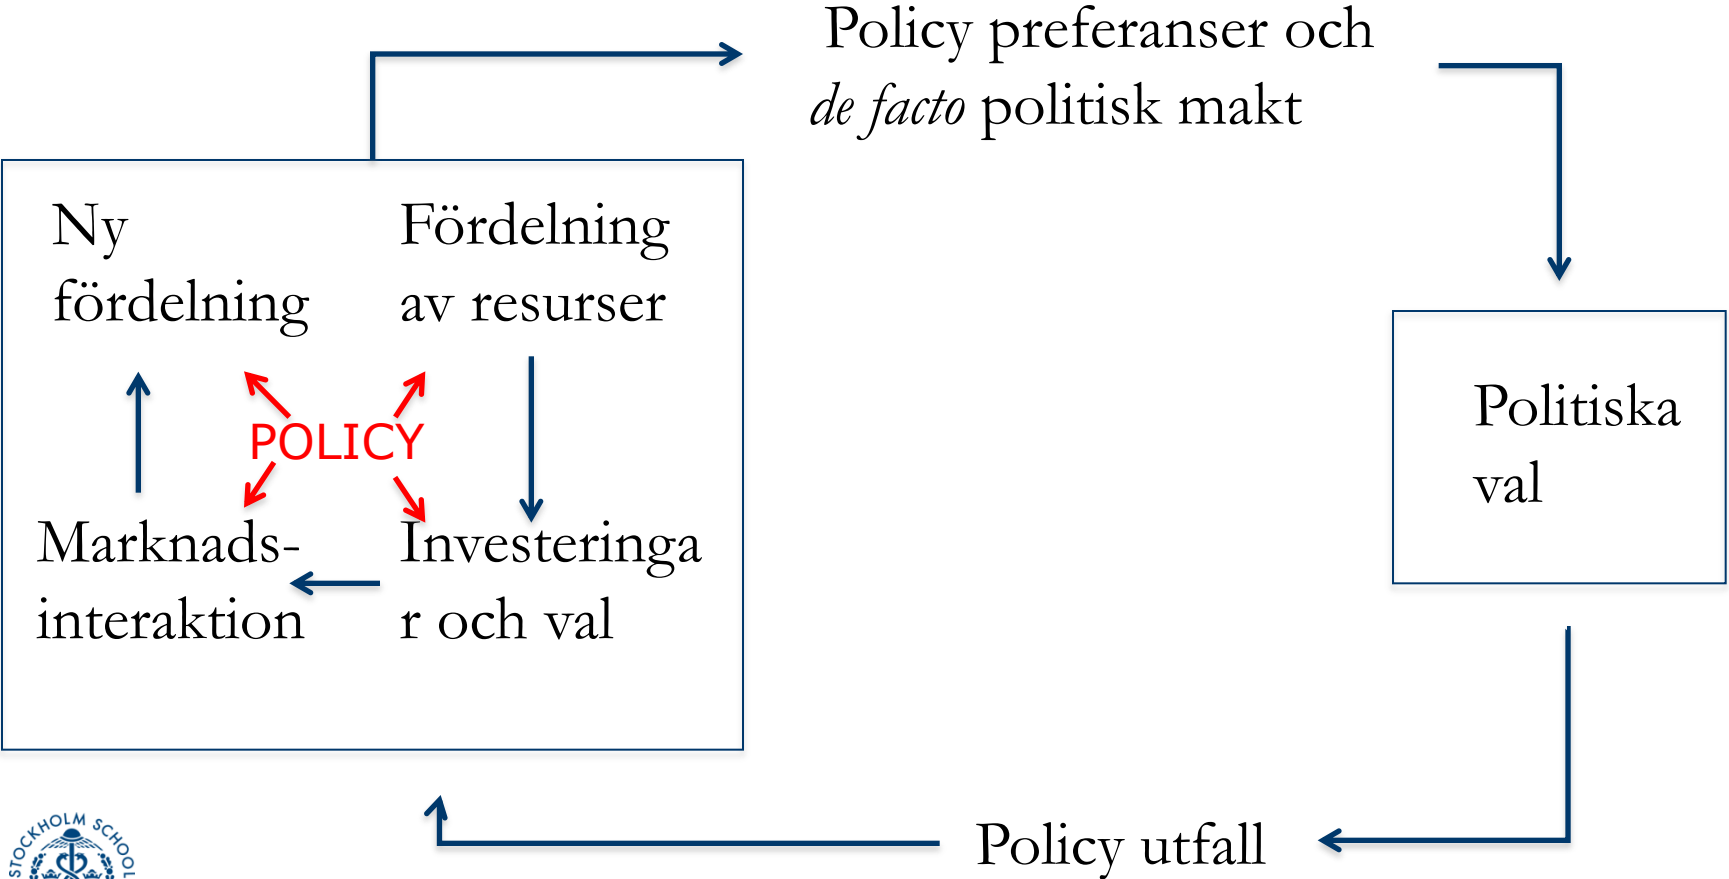 Policy preferanser och
de facto politisk makt
Ny
fördelning
Fördelning
av resurser
POLICY
Marknads-
interaktion
Investeringa
r och val
Politiska
val
Policy utfall
STOCKHOLM SCHOOL